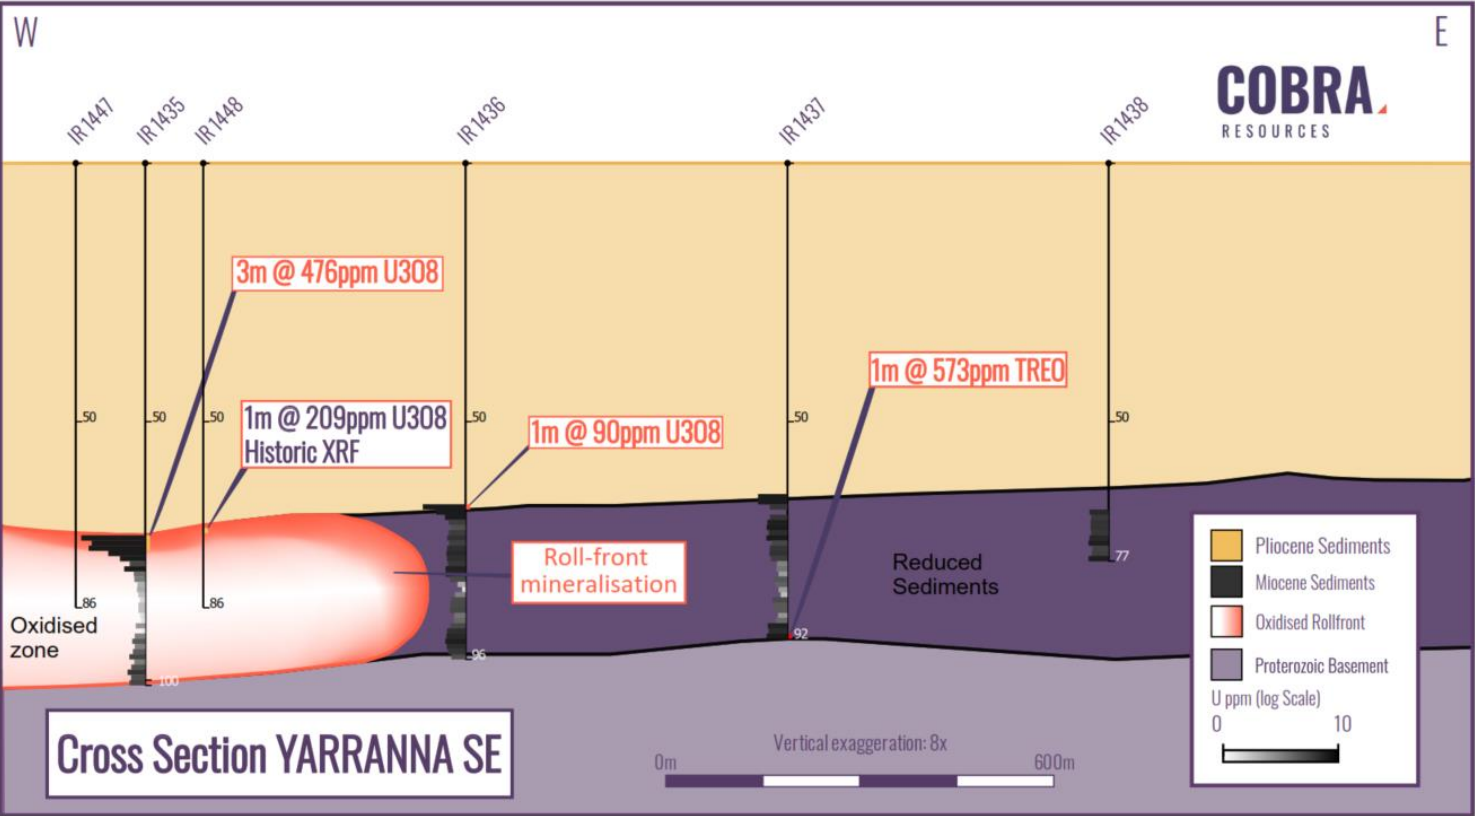 W
E
COBRA
RESOURCES
IR1447
IR1435
IR1448
IR1436
IR1437
IR1438
3m @ 476ppm U3O8
1m @ 573ppm TREO
50
50
50
50
50
50
1m @ 209ppm U3O8
Historic XRF
1m @ 90ppm U3O8
Roll-front
mineralisation
Reduced
Sediments
77
86
86
92
96
100
Oxidised
zone
Pliocene Sediments
Miocene Sediments
Oxidised Rollfront
Proterozoic Basement
U ppm (log Scale)
0 10
Cross Section YARRANNA SE
Vertical exaggeration: 8x
0m 600m